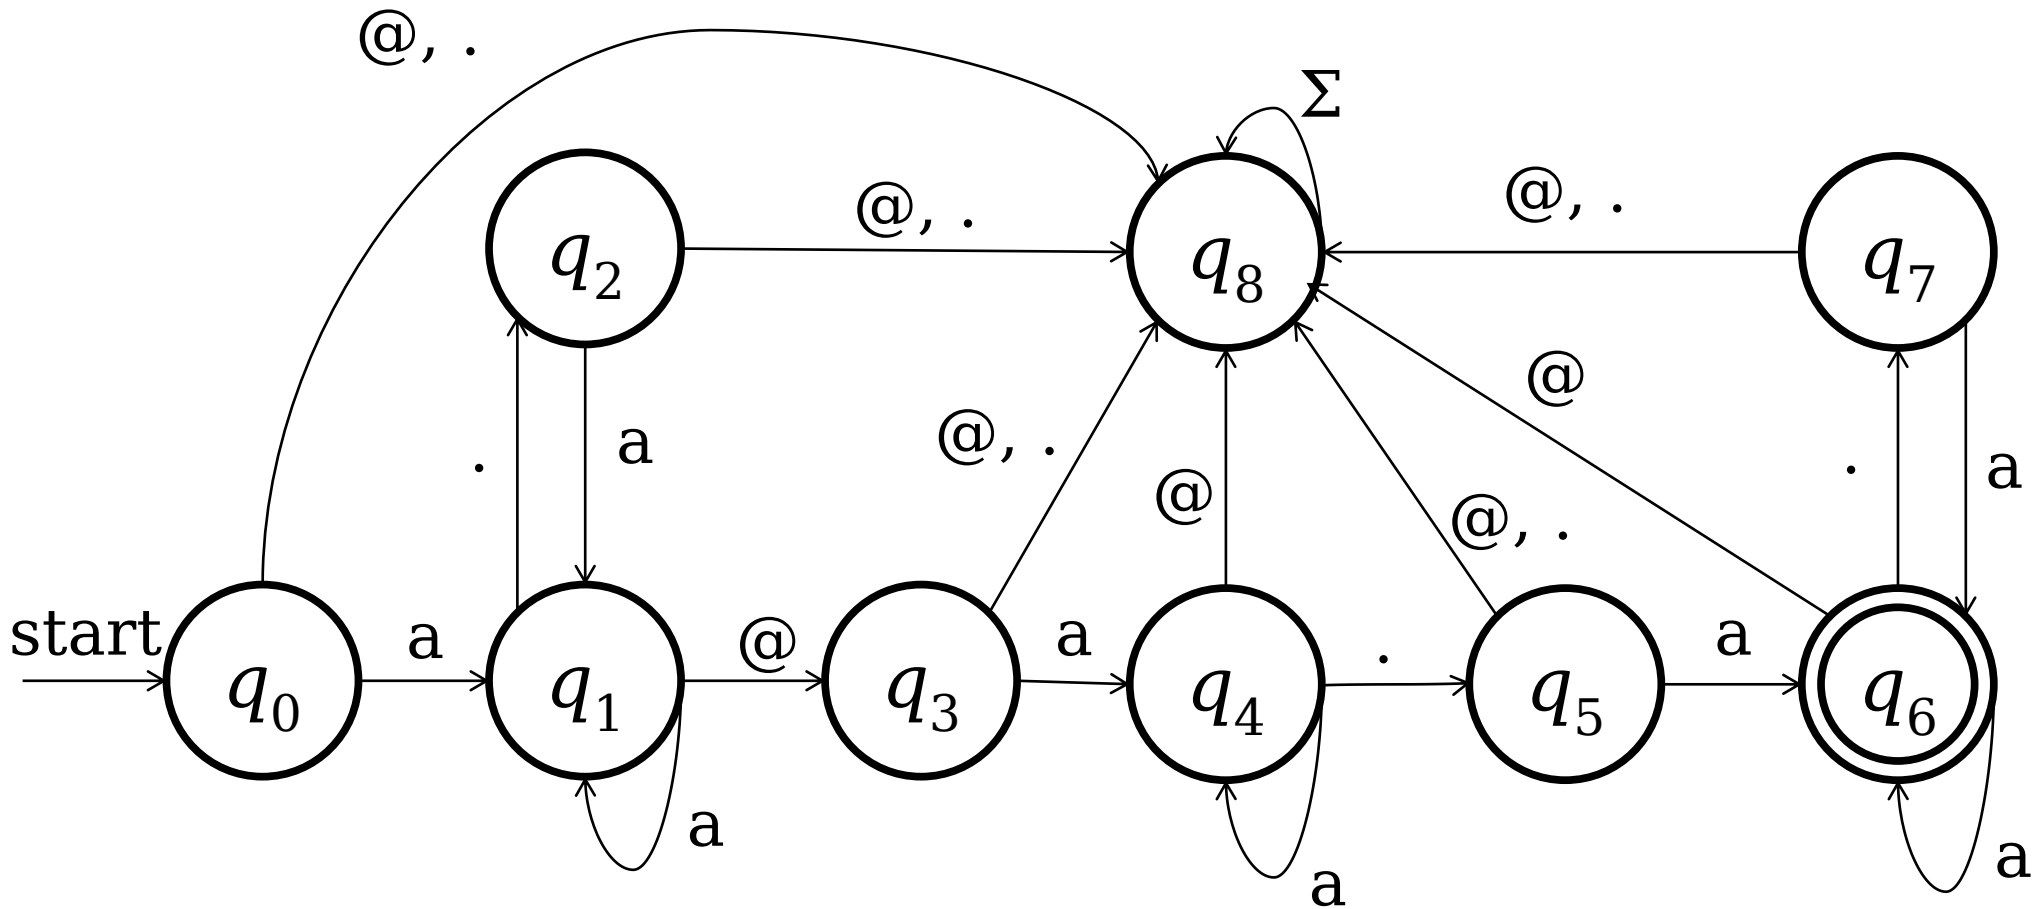 @, .
Σ
@, .
@, .
q2
q8
q7
@
. a
@, .
. a
@
@, .
start
a
@
a
.
a
q0
q1
q3
q4
q5
q6
a
a
a